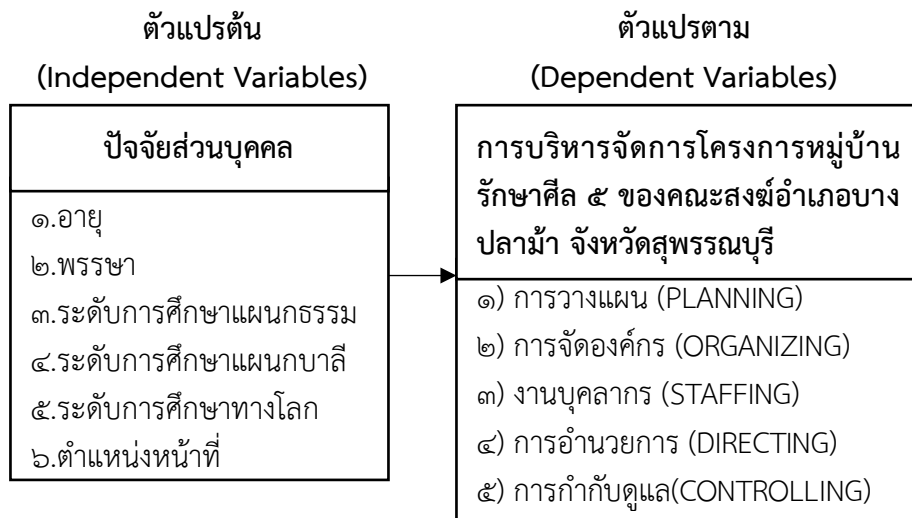 ตัวแปรต้น
(Independent Variables)
ปัจจัยส่วนบุคคล
๑.อายุ
๒.พรรษา
๓.ระดับการศึกษาแผนกธรรม
๔.ระดับการศึกษาแผนกบาลี
๕.ระดับการศึกษาทางโลก
๖.ตำแหน่งหน้าที่
ตัวแปรตาม
(Dependent Variables)
การบริหารจัดการโครงการหมู่บ้าน
รักษาศีล ๕ ของคณะสงฆ์อำเภอบาง
ปลาม้า จังหวัดสุพรรณบุรี
๑) การวางแผน (PLANNING)
๒) การจัดองค์กร (ORGANIZING)
๓) งานบุคลากร (STAFFING)
๔) การอำนวยการ (DIRECTING)
๕) การกำกับดูแล(CONTROLLING)